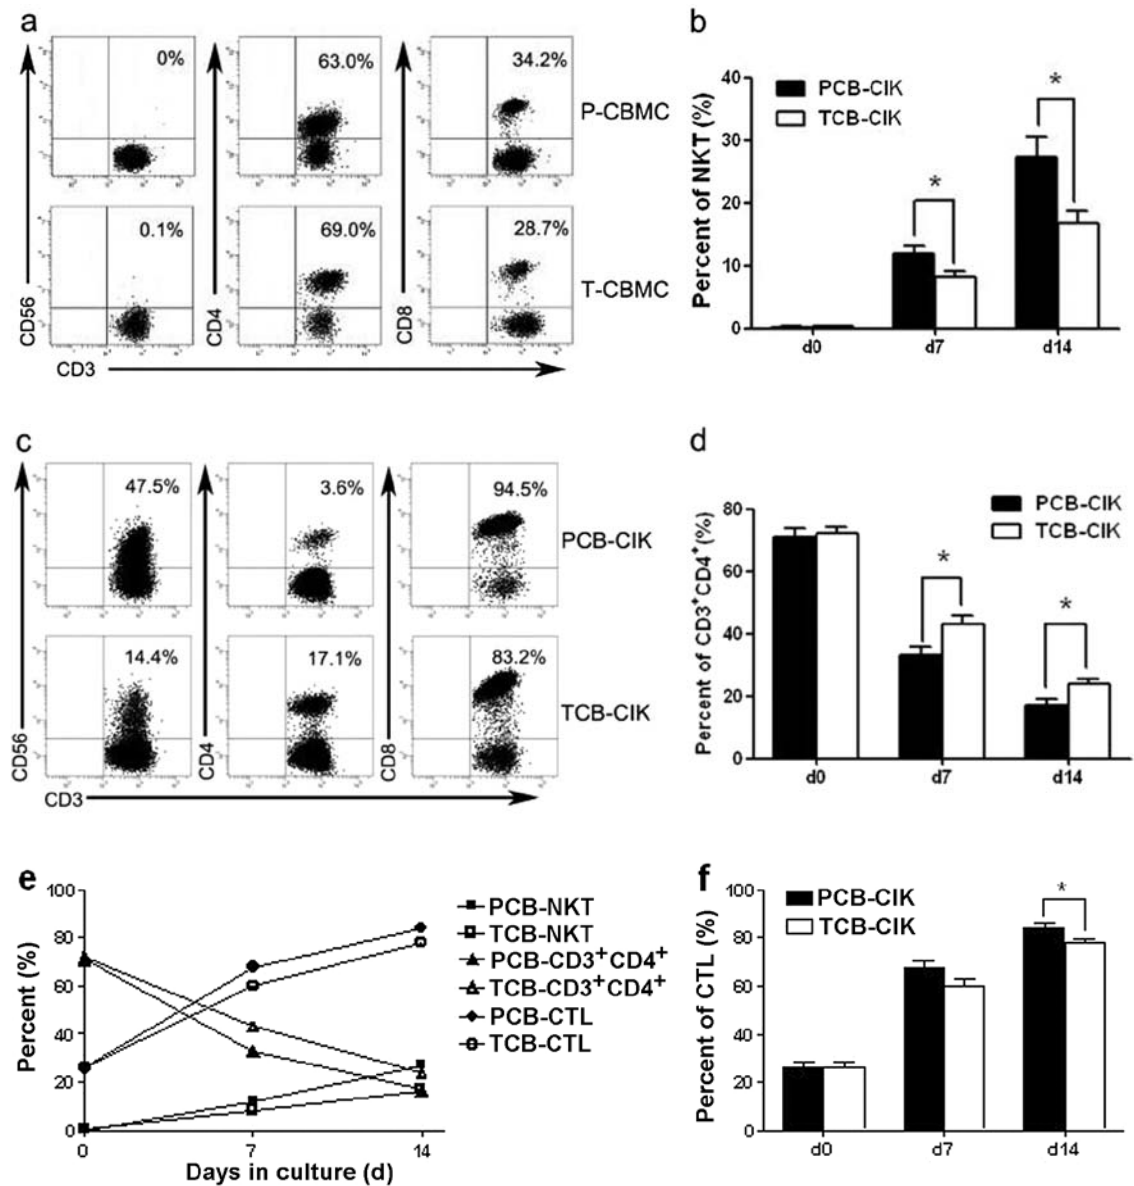 a
0%
63.0%
34.2%
P-CBMC
0.1%
69.0%
28.7%
T-CBMC
CD56
CD4
CD8
CD3
b
PCB-CIK
TCB-CIK
*
*
Percent of NKT (%)
40
30
20
10
0
d0 d7 d14
c
47.5%
3.6%
94.5%
PCB-CIK
14.4%
17.1%
83.2%
TCB-CIK
CD56
CD4
CD8
CD3
d
PCB-CIK
TCB-CIK
*
*
Percent of CD3⁺CD4⁺(%)
80
60
40
20
0
d0 d7 d14
e
Percent (%)
100
80
60
40
20
0
0 7 14
Days in culture (d)
PCB-NKT
TCB-NKT
PCB-CD3⁺CD4⁺
TCB-CD3⁺CD4⁺
PCB-CTL
TCB-CTL
f
PCB-CIK
TCB-CIK
*
Percent of CTL (%)
100
80
60
40
20
0
d0 d7 d14